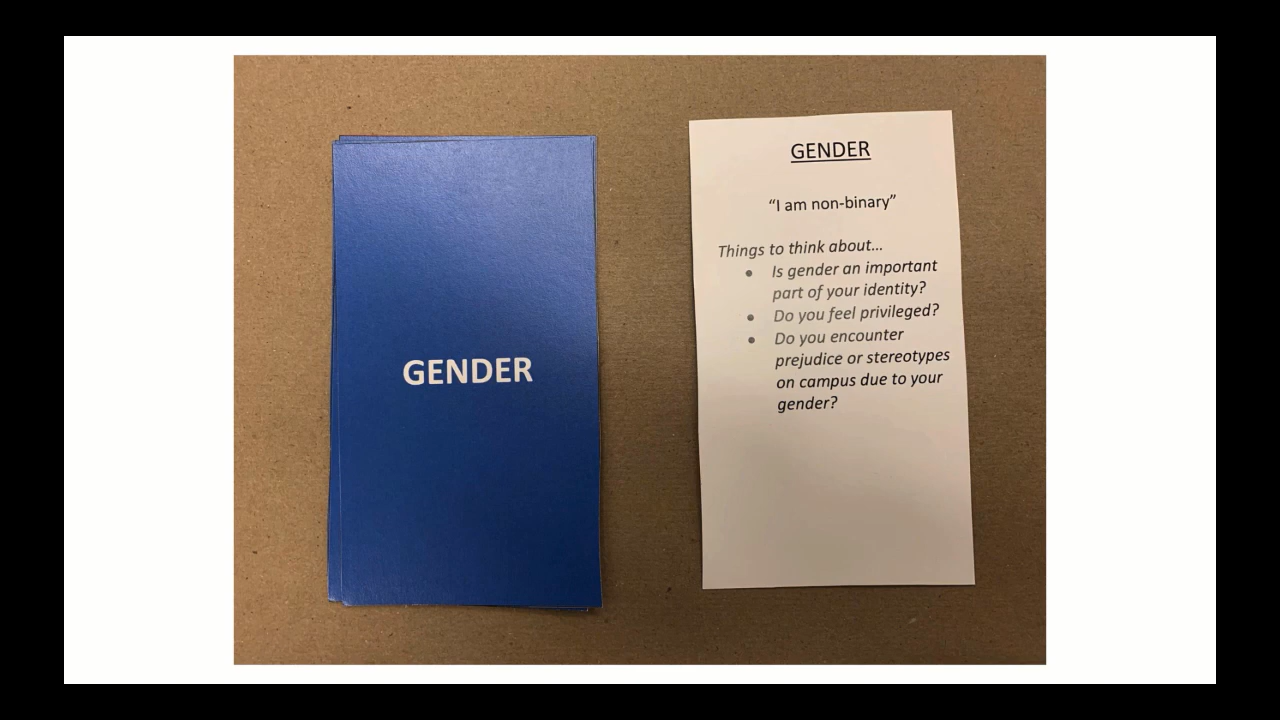 GENDER
GENDER
“I am non-binary”
Things to think about...
• Is gender an important
part of your identity?
• Do you feel privileged?
• Do you encounter
prejudice or stereotypes
on campus due to your
gender?